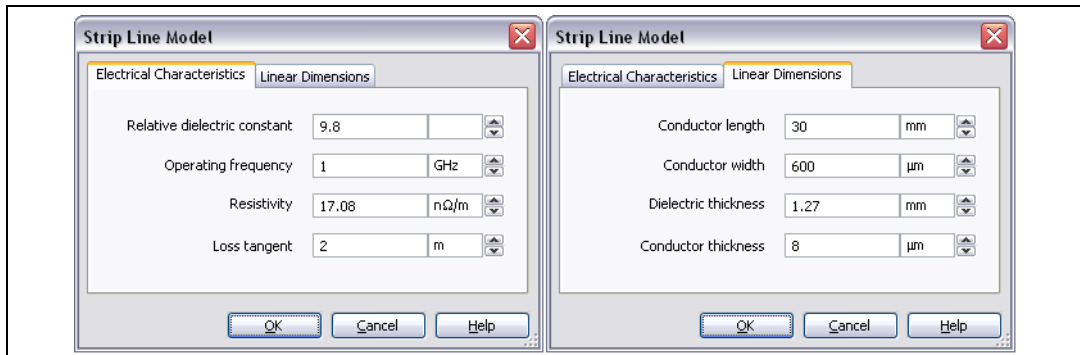 Strip Line Model
Electrical Characteristics Linear Dimensions
Relative dielectric constant 9.8
Operating frequency 1 GHz
Resistivity 17.08 nΩ/m
Loss tangent 2 m
OK Cancel Help
Strip Line Model
Electrical Characteristics Linear Dimensions
Conductor length 30 mm
Conductor width 600 µm
Dielectric thickness 1.27 mm
Conductor thickness 8 µm
OK Cancel Help